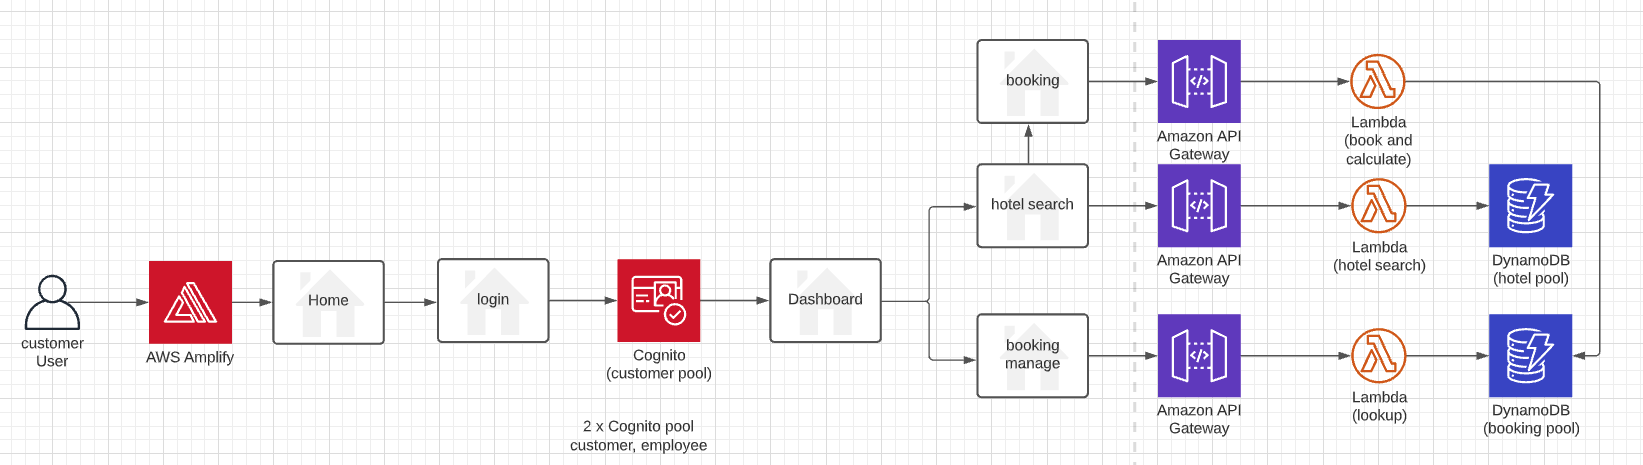 customer
User
AWS Amplify
Home
login
Cognito
(customer pool)
2 x Cognito pool
customer, employee
Dashboard
booking
Amazon API
Gateway
Lambda
(book and
calculate)
hotel search
Amazon API
Gateway
Lambda
(hotel search)
DynamoDB
(hotel pool)
booking
manage
Amazon API
Gateway
Lambda
(lookup)
DynamoDB
(booking pool)